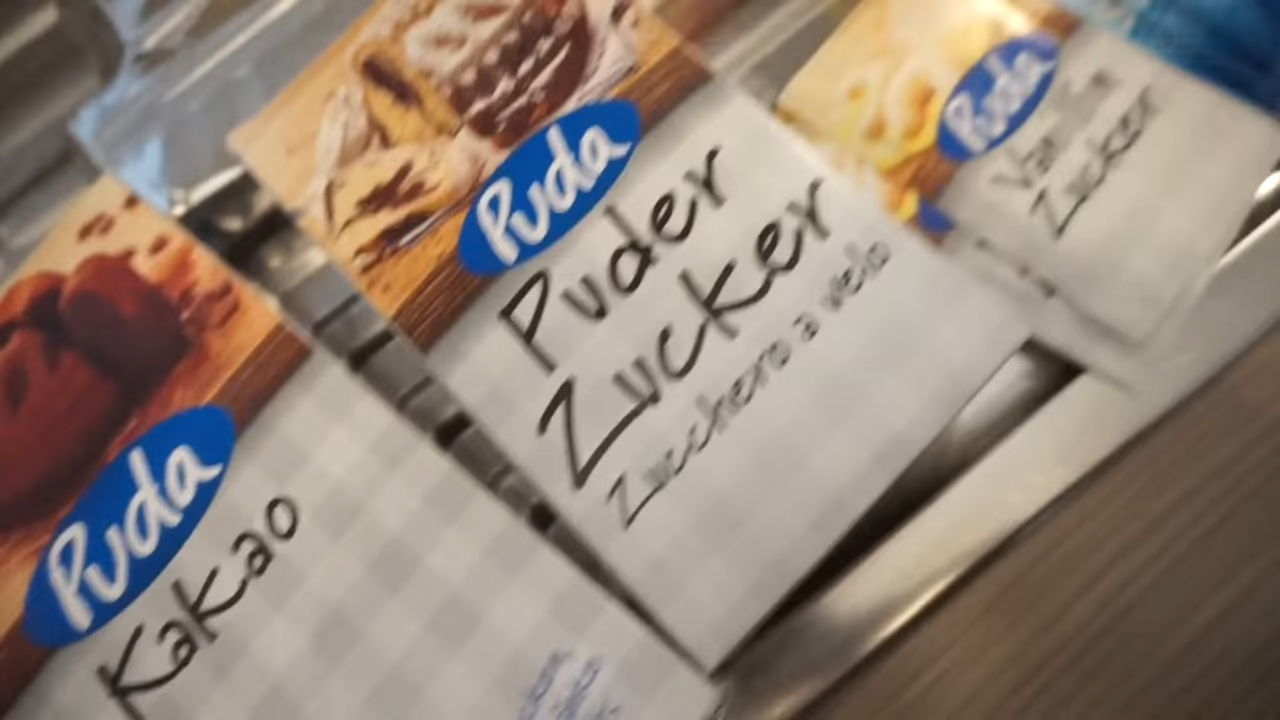 Puda
Kakao
Puda
Puder
Zucker
Zucchero a velo
Puda
Zucker